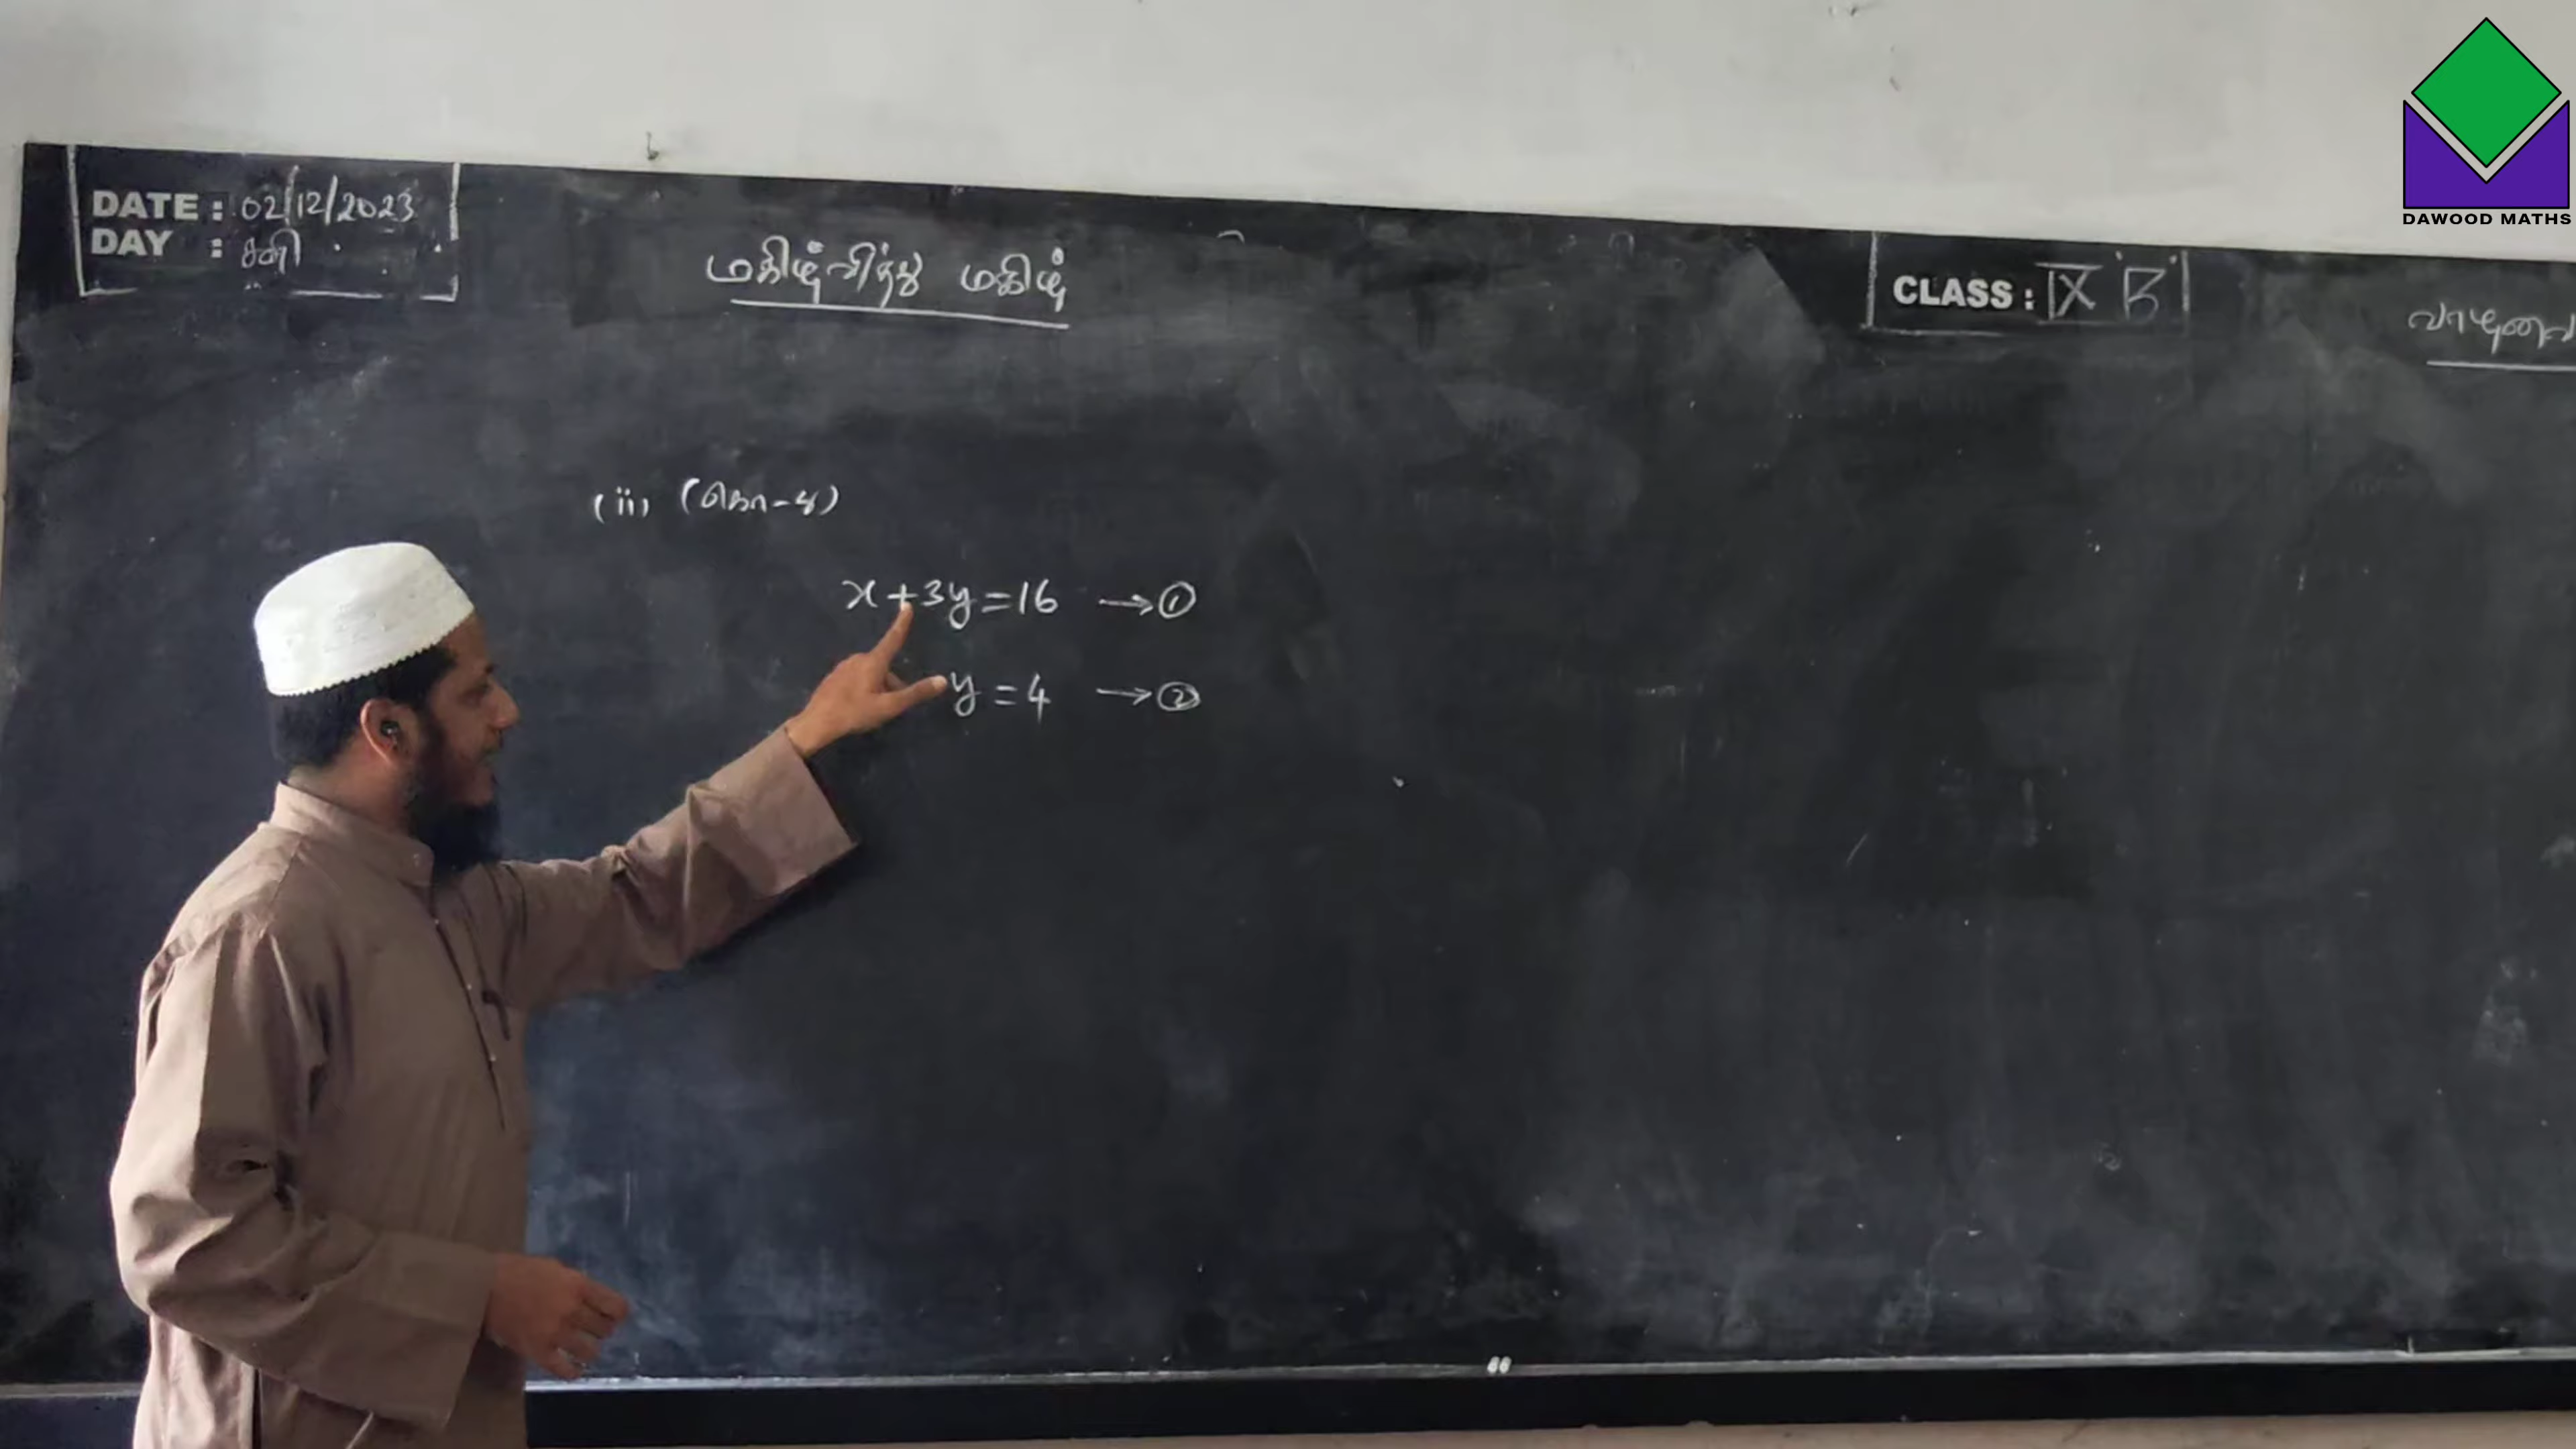 DAWOOD MATHS
DATE : 02/12/2023
DAY : சனி
மகிழ்வித்து மகிழ்
CLASS : IX B
(ii) (கொ-4)
x+3y=16 →①
y=4 →②